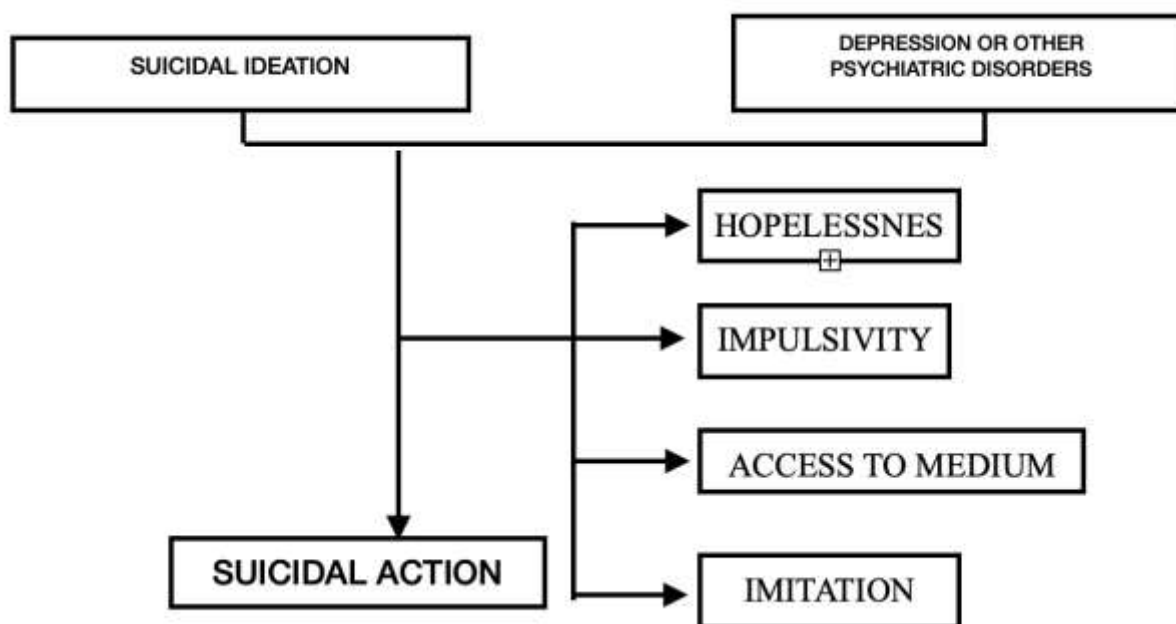 SUICIDAL IDEATION
DEPRESSION OR OTHER
PSYCHIATRIC DISORDERS
HOPELESSNES
IMPULSIVITY
ACCESS TO MEDIUM
SUICIDAL ACTION
IMITATION